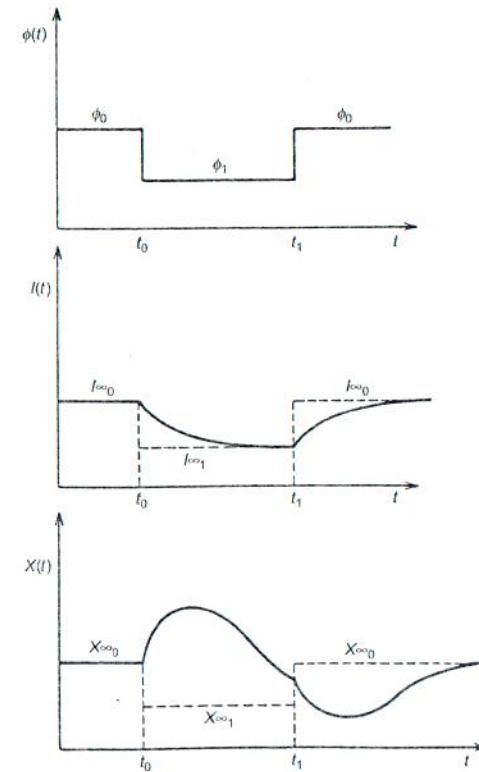 ϕ(t)
ϕ₀ ϕ₀
ϕ₁
t₀ t₁ t
I(t)
I∞₀ I∞₀
I∞₁
t₀ t₁ t
X(t)
X∞₀ X∞₀
X∞₁
t₀ t₁ t